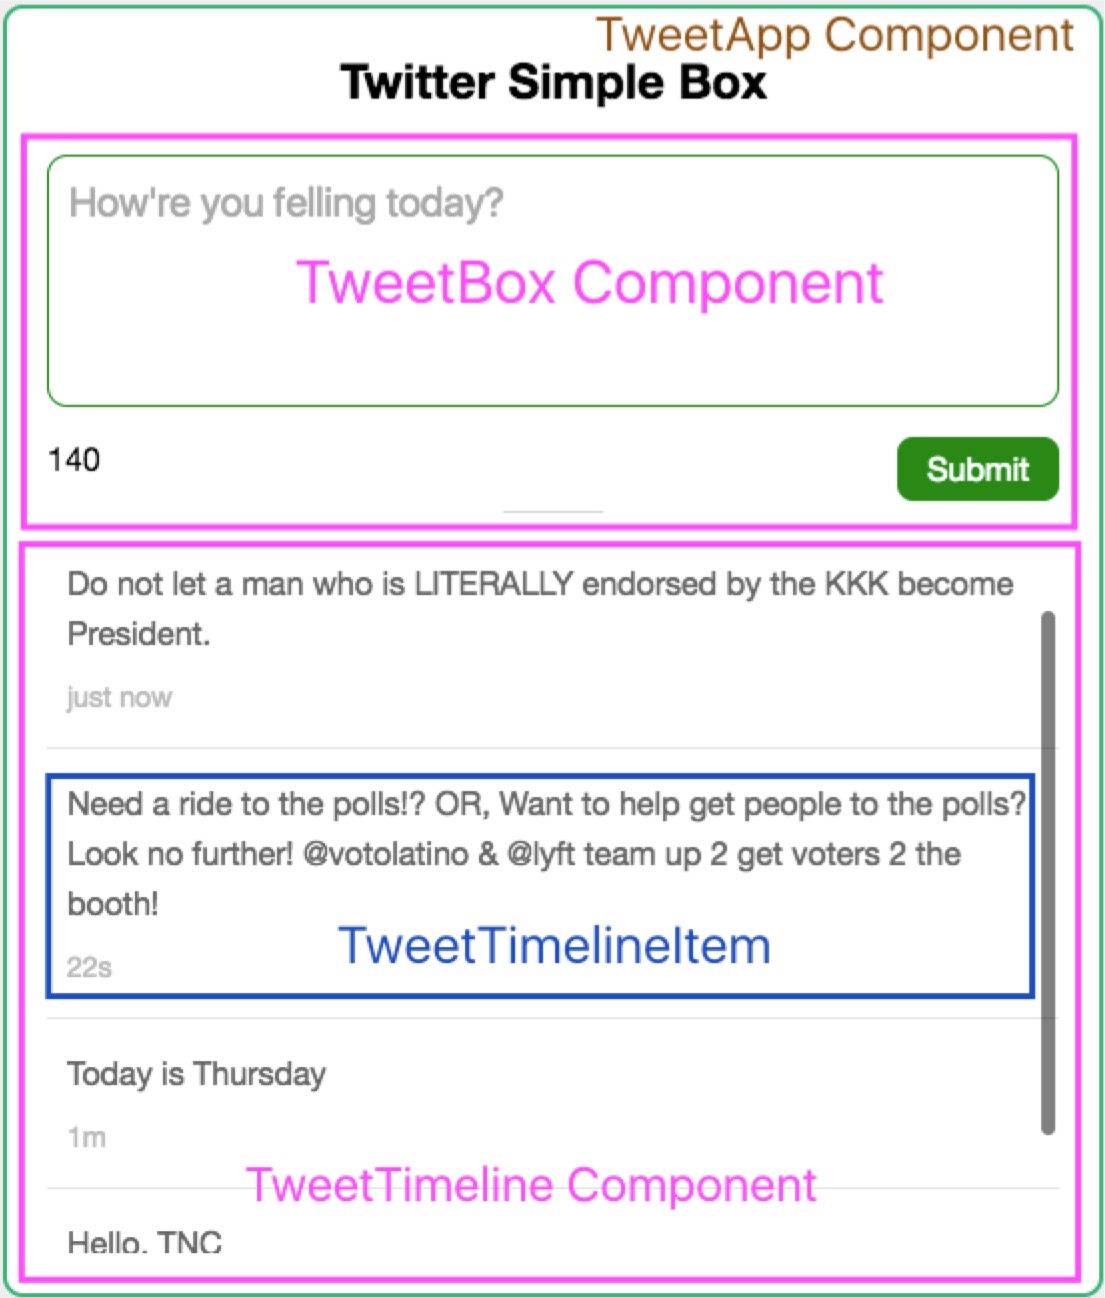 TweetApp Component
Twitter Simple Box
How're you felling today?
TweetBox Component
140
Submit
Do not let a man who is LITERALLY endorsed by the KKK become
President.
just now
Need a ride to the polls!? OR, Want to help get people to the polls?
Look no further! @votolatino & @lyft team up 2 get voters 2 the
booth!
TweetTimelineItem
22s
Today is Thursday
1m
TweetTimeline Component
Hello. TNC